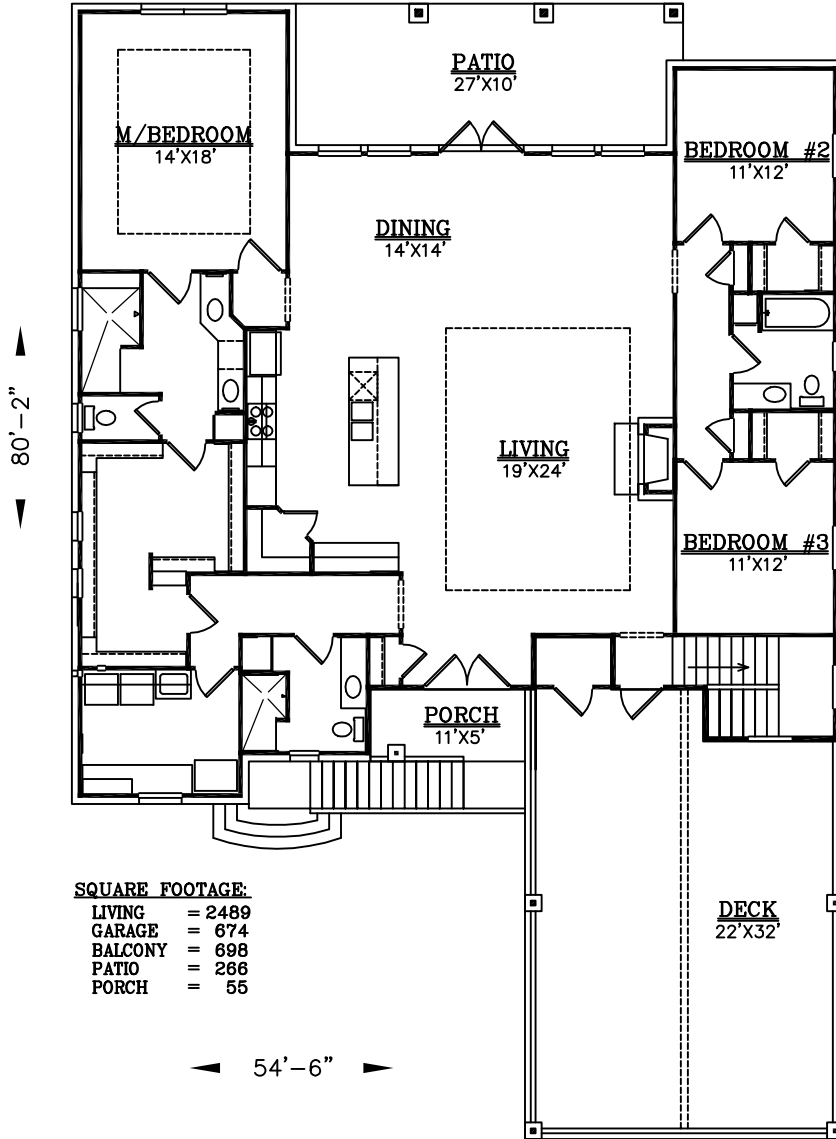 PATIO
27'X10'
M/BEDROOM
14'X18'
BEDROOM #2
11'X12'
DINING
14'X14'
80'-2"
LIVING
19'X24'
BEDROOM #3
11'X12'
PORCH
11'X5'
SQUARE FOOTAGE:
LIVING = 2489
GARAGE = 674
BALCONY = 698
PATIO = 266
PORCH = 55
DECK
22'X32'
54'-6"